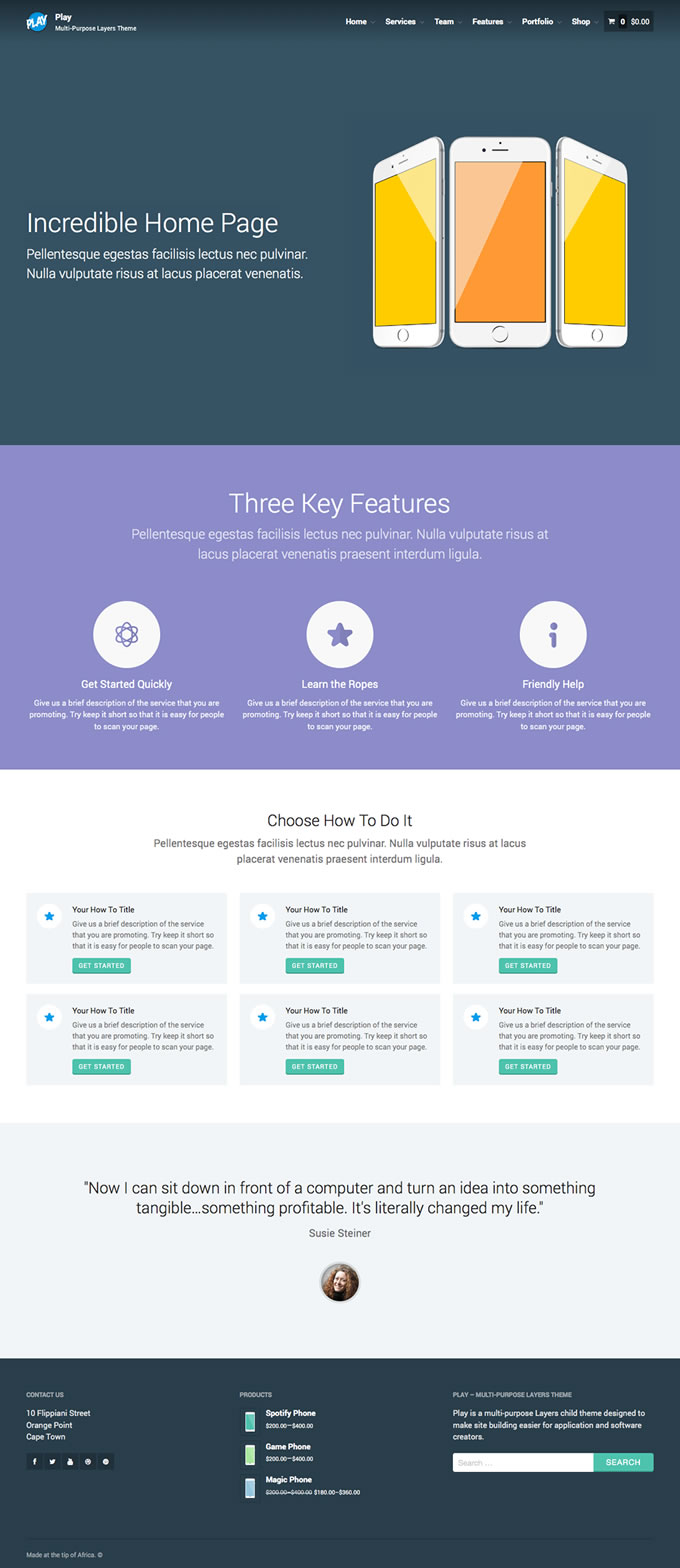 PLAY
Play
Multi-Purpose Layers Theme
Home Services Team Features Portfolio Shop 0 $0.00
Incredible Home Page
Pellentesque egestas facilisis lectus nec pulvinar.
Nulla vulputate risus at lacus placerat venenatis.
Three Key Features
Pellentesque egestas facilisis lectus nec pulvinar. Nulla vulputate risus at
lacus placerat venenatis praesent interdum ligula.
Get Started Quickly
Give us a brief description of the service that you are
promoting. Try keep it short so that it is easy for people
to scan your page.
Learn the Ropes
Give us a brief description of the service that you are
promoting. Try keep it short so that it is easy for people
to scan your page.
Friendly Help
Give us a brief description of the service that you are
promoting. Try keep it short so that it is easy for people
to scan your page.
Choose How To Do It
Pellentesque egestas facilisis lectus nec pulvinar. Nulla vulputate risus at lacus
placerat venenatis praesent interdum ligula.
Your How To Title
Give us a brief description of the service
that you are promoting. Try keep it short so
that it is easy for people to scan your page.
GET STARTED
Your How To Title
Give us a brief description of the service
that you are promoting. Try keep it short so
that it is easy for people to scan your page.
GET STARTED
Your How To Title
Give us a brief description of the service
that you are promoting. Try keep it short so
that it is easy for people to scan your page.
GET STARTED
Your How To Title
Give us a brief description of the service
that you are promoting. Try keep it short so
that it is easy for people to scan your page.
GET STARTED
Your How To Title
Give us a brief description of the service
that you are promoting. Try keep it short so
that it is easy for people to scan your page.
GET STARTED
Your How To Title
Give us a brief description of the service
that you are promoting. Try keep it short so
that it is easy for people to scan your page.
GET STARTED
"Now I can sit down in front of a computer and turn an idea into something
tangible…something profitable. It's literally changed my life."
Susie Steiner
CONTACT US
10 Flippiani Street
Orange Point
Cape Town
PRODUCTS
Spotify Phone
$200.00–$400.00
Game Phone
$200.00–$400.00
Magic Phone
$200.00–$400.00 $180.00–$360.00
PLAY – MULTI-PURPOSE LAYERS THEME
Play is a multi-purpose Layers child theme designed to
make site building easier for application and software
creators.
Search …
SEARCH
Made at the tip of Africa. ©